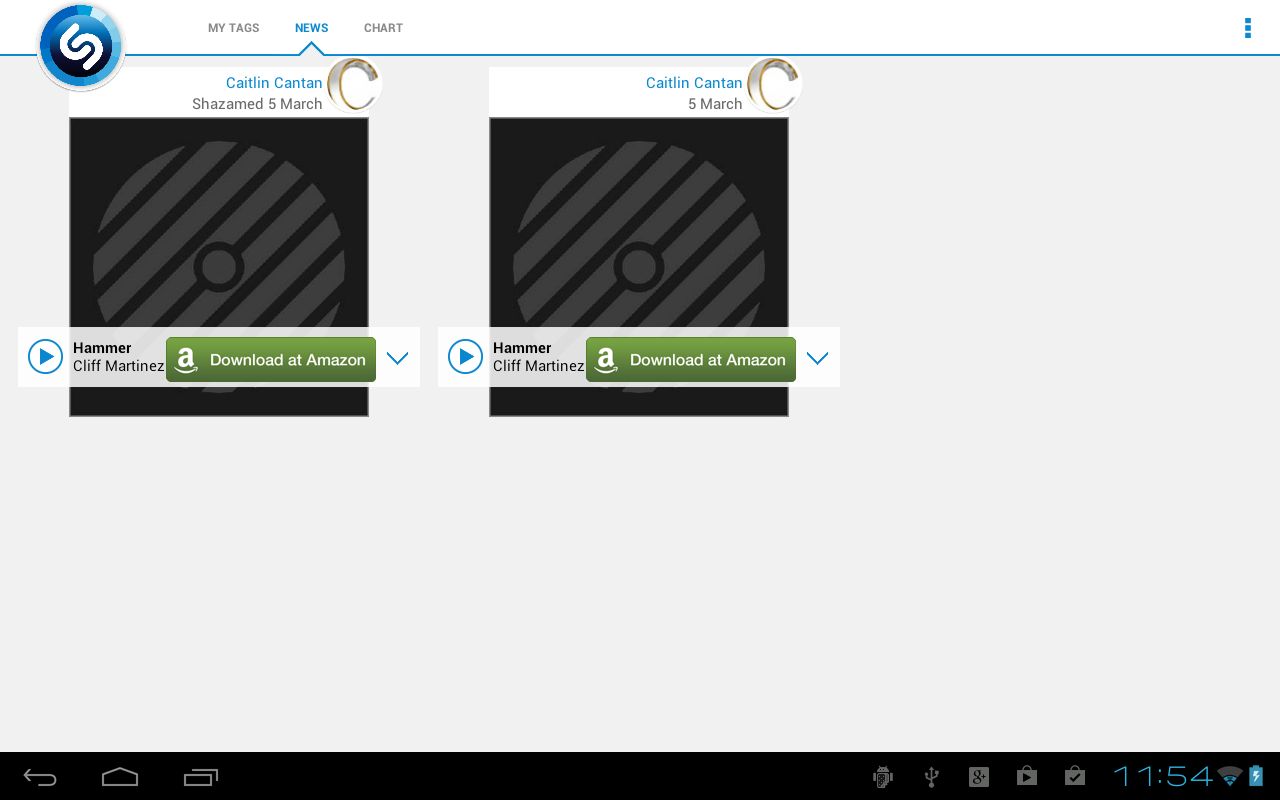 MY TAGS
NEWS
CHART
Caitlin Cantan
Shazamed 5 March
Hammer
Cliff Martinez
Download at Amazon
Caitlin Cantan
5 March
Hammer
Cliff Martinez
Download at Amazon
11:54